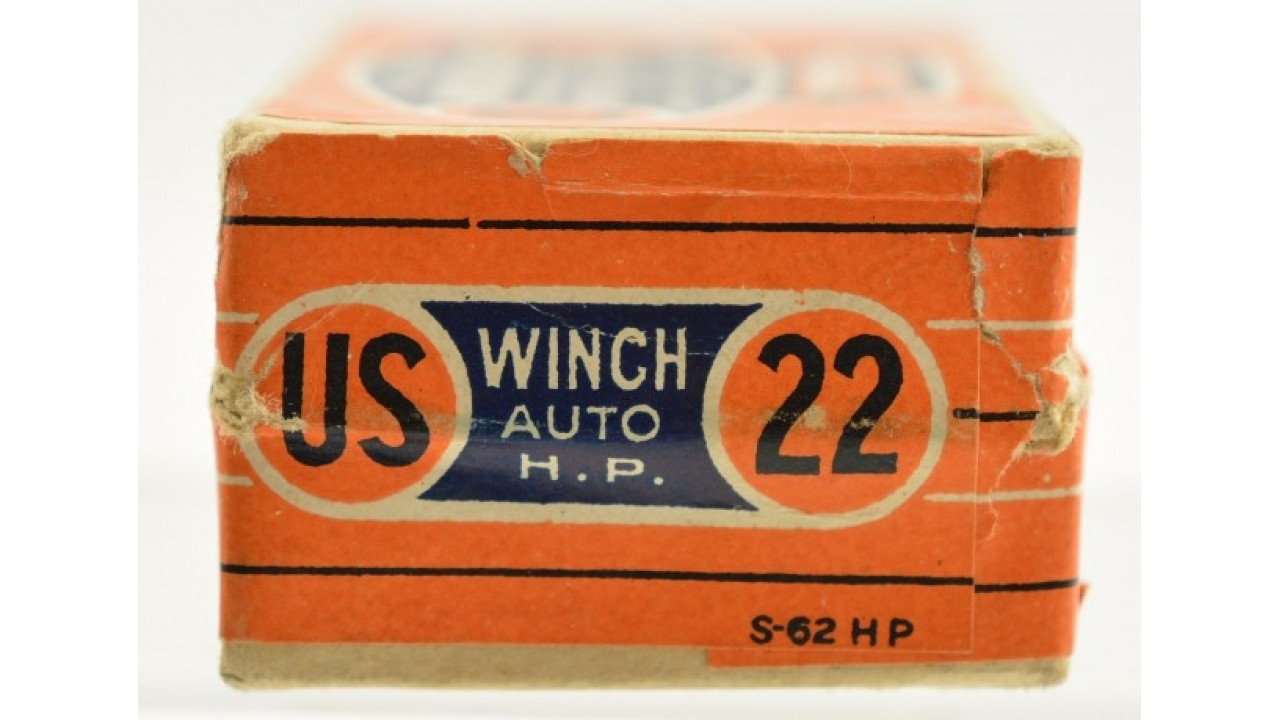 US
WINCH
AUTO
H.P.
22
S-62 HP